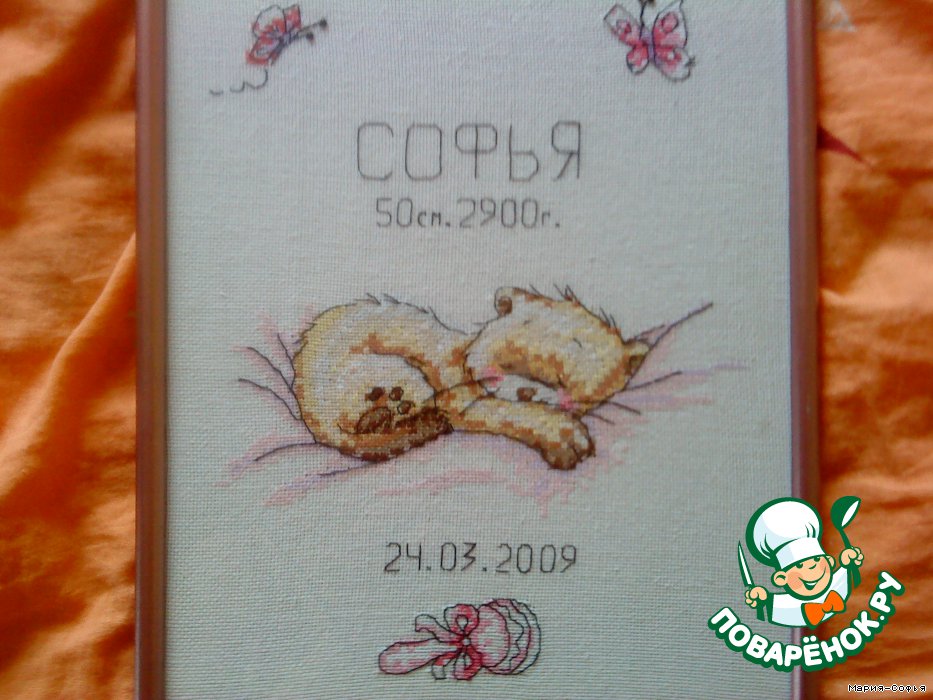 СОФЬЯ
50см.2900г.
24.03.2009
ПОВАРЁНОК.РУ
Мария-Софья